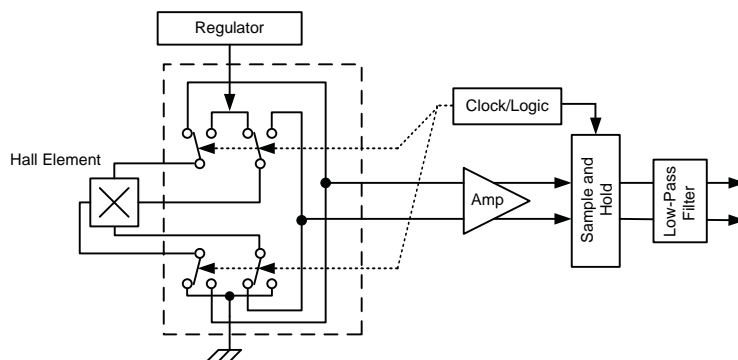 Regulator
Clock/Logic
Hall Element
Amp
Sample and
Hold
Low-Pass
Filter